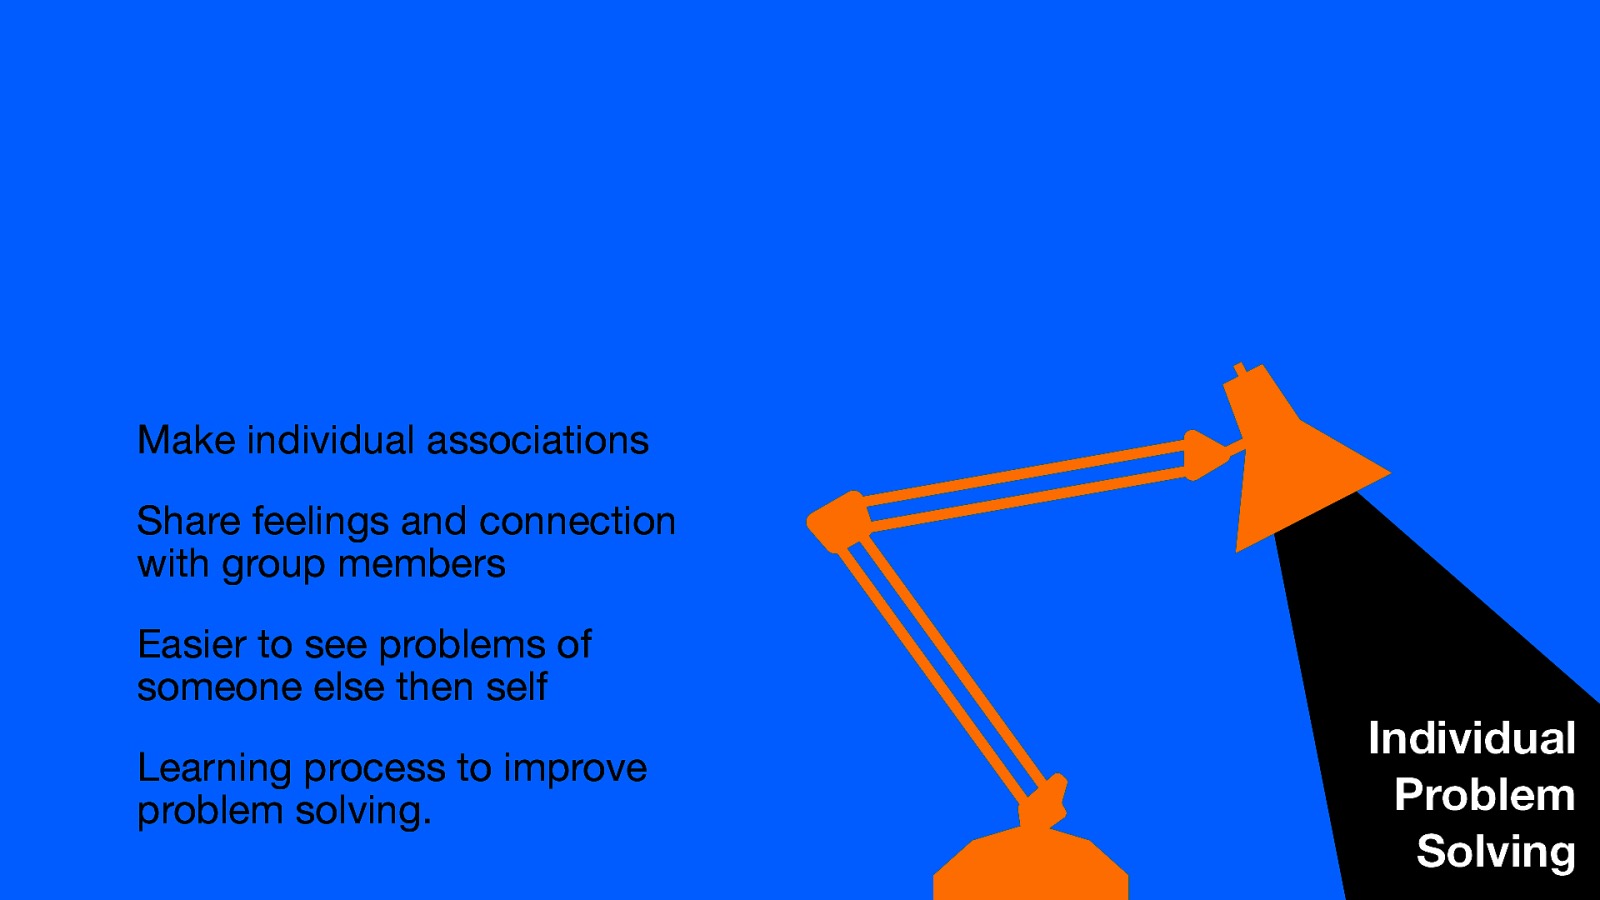 Make individual associations
Share feelings and connection
with group members
Easier to see problems of
someone else then self
Learning process to improve
problem solving.
Individual
Problem
Solving